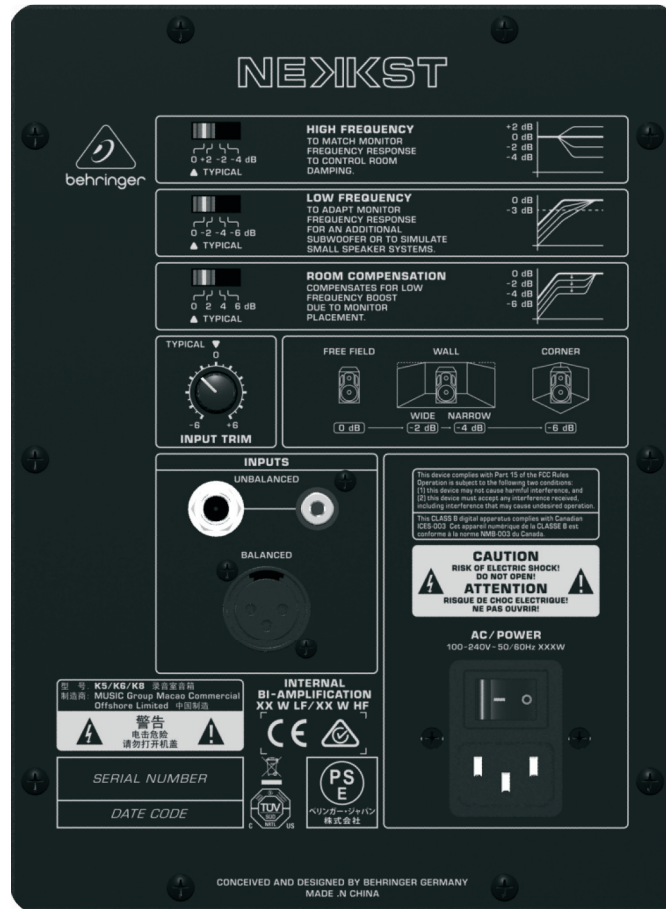 NEKKST
behringer
0 +2 -2 -4 dB
▲ TYPICAL
HIGH FREQUENCY
TO MATCH MONITOR
FREQUENCY RESPONSE
TO CONTROL ROOM
DAMPING.
+2 dB
0 dB
-2 dB
-4 dB
0 -2 -4 -6 dB
▲ TYPICAL
LOW FREQUENCY
TO ADAPT MONITOR
FREQUENCY RESPONSE
FOR AN ADDITIONAL
SUBWOOFER OR TO SIMULATE
SMALL SPEAKER SYSTEMS.
0 dB
-3 dB
0 2 4 6 dB
▲ TYPICAL
ROOM COMPENSATION
COMPENSATES FOR LOW
FREQUENCY BOOST
DUE TO MONITOR
PLACEMENT.
0 dB
-2 dB
-4 dB
-6 dB
TYPICAL ▼
0
-6 +6
INPUT TRIM
FREE FIELD WALL CORNER
WIDE NARROW
0 dB -2 dB -4 dB -6 dB
INPUTS
UNBALANCED
BALANCED
This device complies with Part 15 of the FCC Rules
Operation is subject to the following two conditions:
(1) this device may not cause harmful interference, and
(2) this device must accept any interference received,
including interference that may cause undesired operation.
This CLASS B digital apparatus complies with Canadian
ICES-003 Cet appareil numérique de la CLASSE B est
conforme à la norme NMB-003 du Canada.
CAUTION
RISK OF ELECTRIC SHOCK!
DO NOT OPEN!
ATTENTION
RISQUE DE CHOC ELECTRIQUE!
NE PAS OUVRIR!
AC/POWER
100-240V~50/60Hz XXXW
型 号: K5/K6/K8 录音室音箱
制造商: MUSIC Group Macao Commercial
Offshore Limited 中国制造
警告
电击危险
请勿打开机盖
INTERNAL
BI-AMPLIFICATION
XX W LF/XX W HF
CE
SERIAL NUMBER
DATE CODE
TÜV
SUD
NRTL
C US
PS
E
ベリンガー・ジャパン
株式会社
CONCEIVED AND DESIGNED BY BEHRINGER GERMANY
MADE .N CHINA